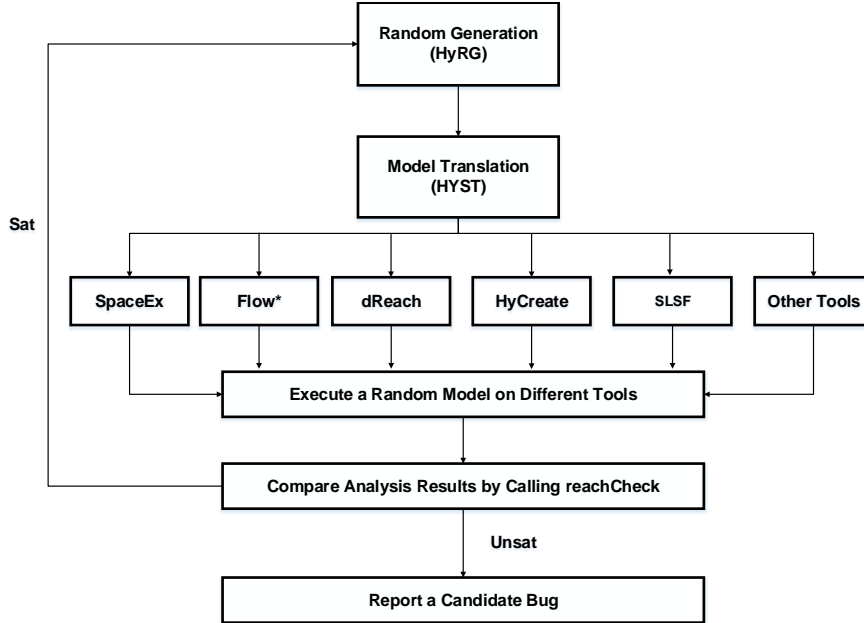 Random Generation
(HyRG)
Model Translation
(HYST)
Sat
SpaceEx
Flow*
dReach
HyCreate
SLSF
Other Tools
Execute a Random Model on Different Tools
Compare Analysis Results by Calling reachCheck
Unsat
Report a Candidate Bug